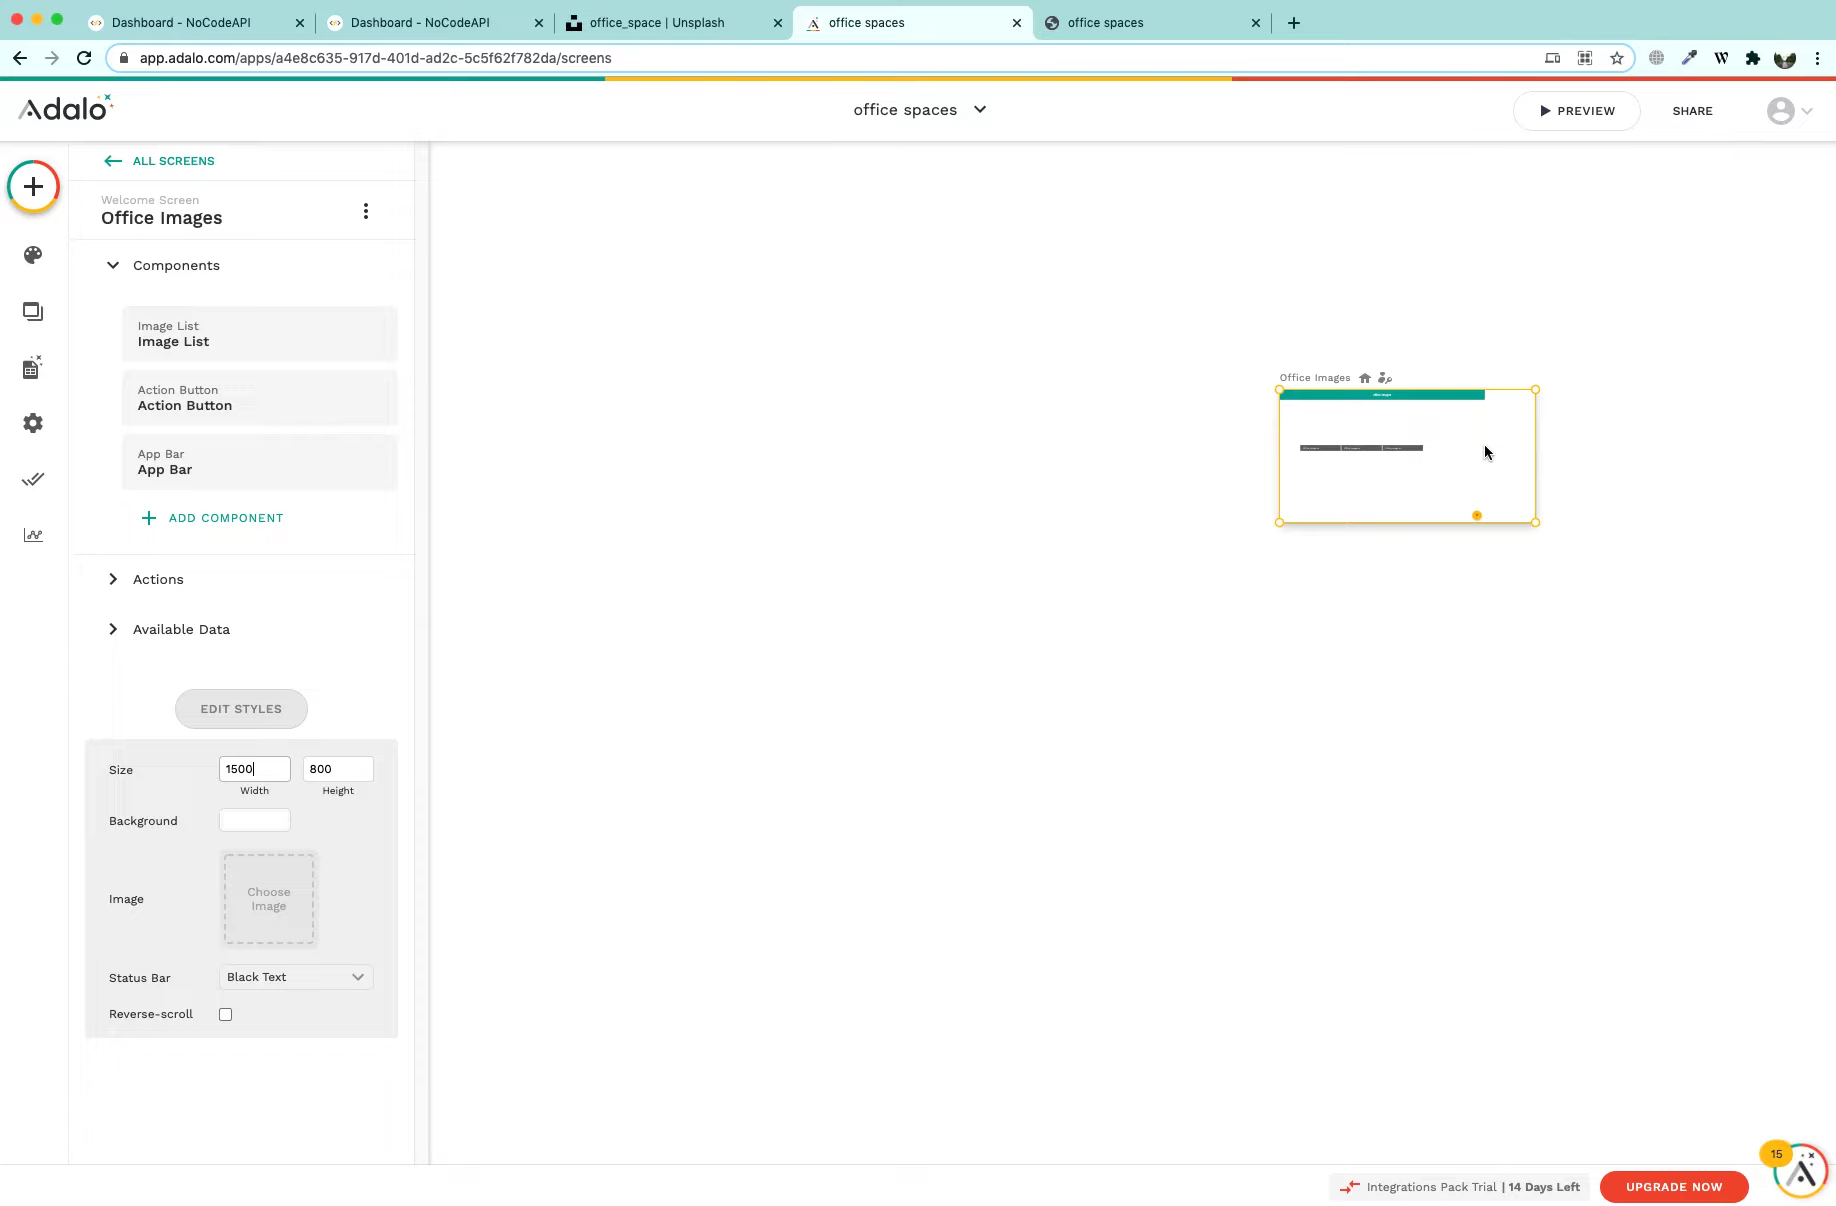 Dashboard - NoCodeAPI
Dashboard - NoCodeAPI
office_space | Unsplash
office spaces
office spaces
app.adalo.com/apps/a4e8c635-917d-401d-ad2c-5c5f62f782da/screens
Adalo
office spaces
PREVIEW
SHARE
ALL SCREENS
Welcome Screen
Office Images
Components
Image List
Image List
Action Button
Action Button
App Bar
App Bar
ADD COMPONENT
Actions
Available Data
EDIT STYLES
Size
1500
800
Width
Height
Background
Image
Choose
Image
Status Bar
Black Text
Reverse-scroll
Office Images
15
Integrations Pack Trial | 14 Days Left
UPGRADE NOW